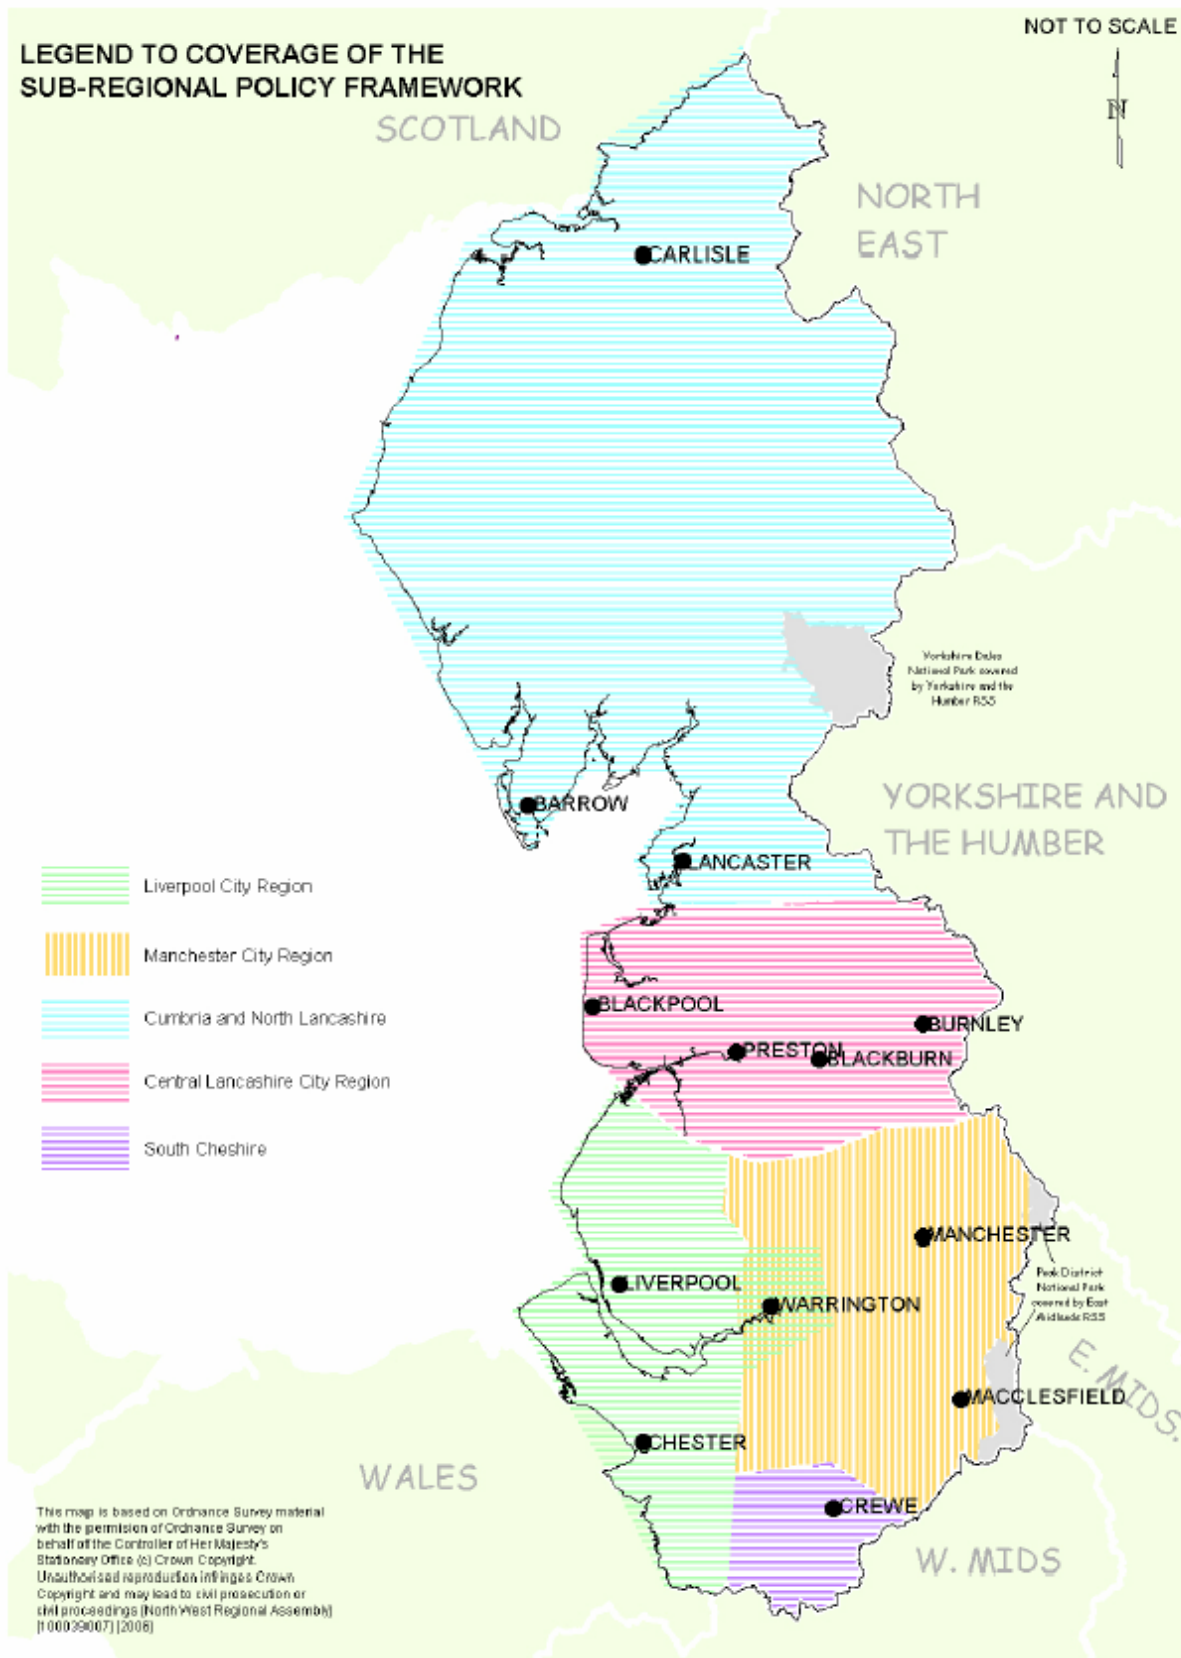 NOT TO SCALE
LEGEND TO COVERAGE OF THE
SUB-REGIONAL POLICY FRAMEWORK
N
SCOTLAND
NORTH
EAST
CARLISLE
Yorkshire Dales
National Park covered
by Yorkshire and the
Humber RSS
YORKSHIRE AND
THE HUMBER
BARROW
LANCASTER
Liverpool City Region
Manchester City Region
Cumbria and North Lancashire
Central Lancashire City Region
South Cheshire
BLACKPOOL
BURNLEY
PRESTON
BLACKBURN
MANCHESTER
LIVERPOOL
WARRINGTON
Peak District
National Park
covered by East
Midlands RSS
E. MIDS.
MACCLESFIELD
CHESTER
WALES
CREWE
W. MIDS
This map is based on Ordnance Survey material
with the permision of Ordnance Survey on
behalf of the Controller of Her Majesty's
Stationery Office (c) Crown Copyright.
Unauthorised reproduction infringes Crown
Copyright and may lead to civil prosecution or
civil proceedings (North West Regional Assembly)
(100039007) (2006)